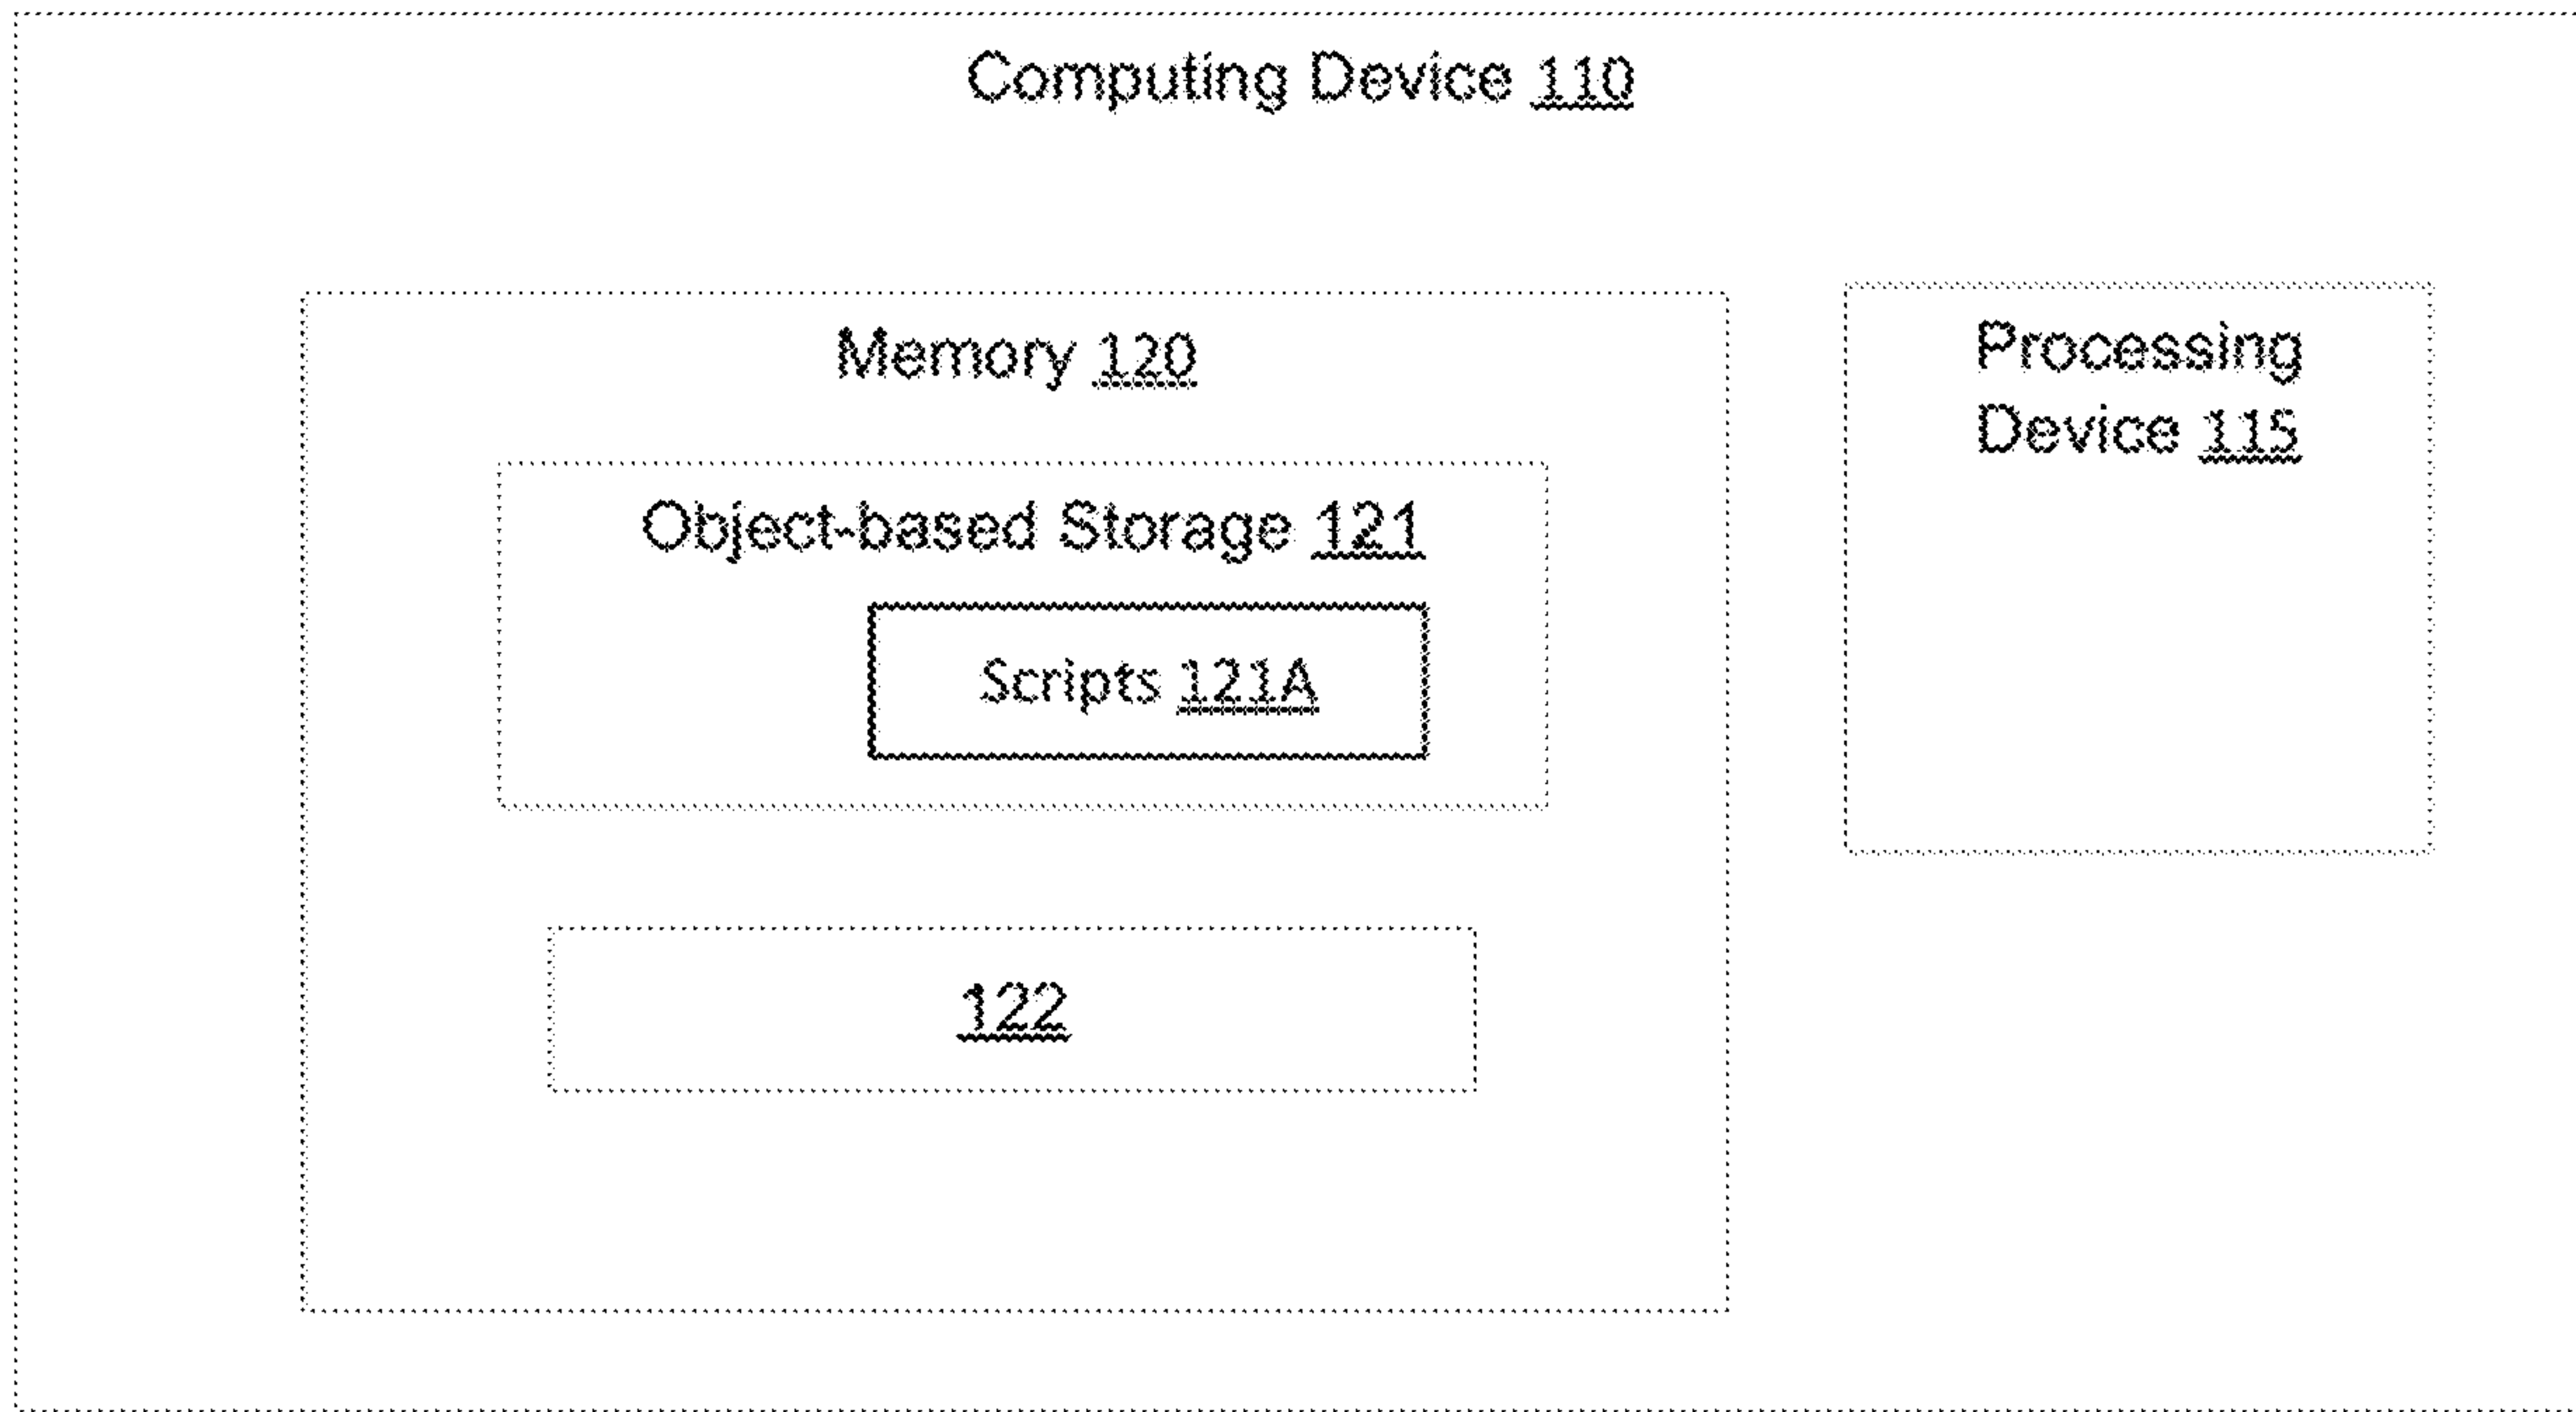 Computing Device 110
Memory 120
Object-based Storage 121
Scripts 121A
122
Processing
Device 115